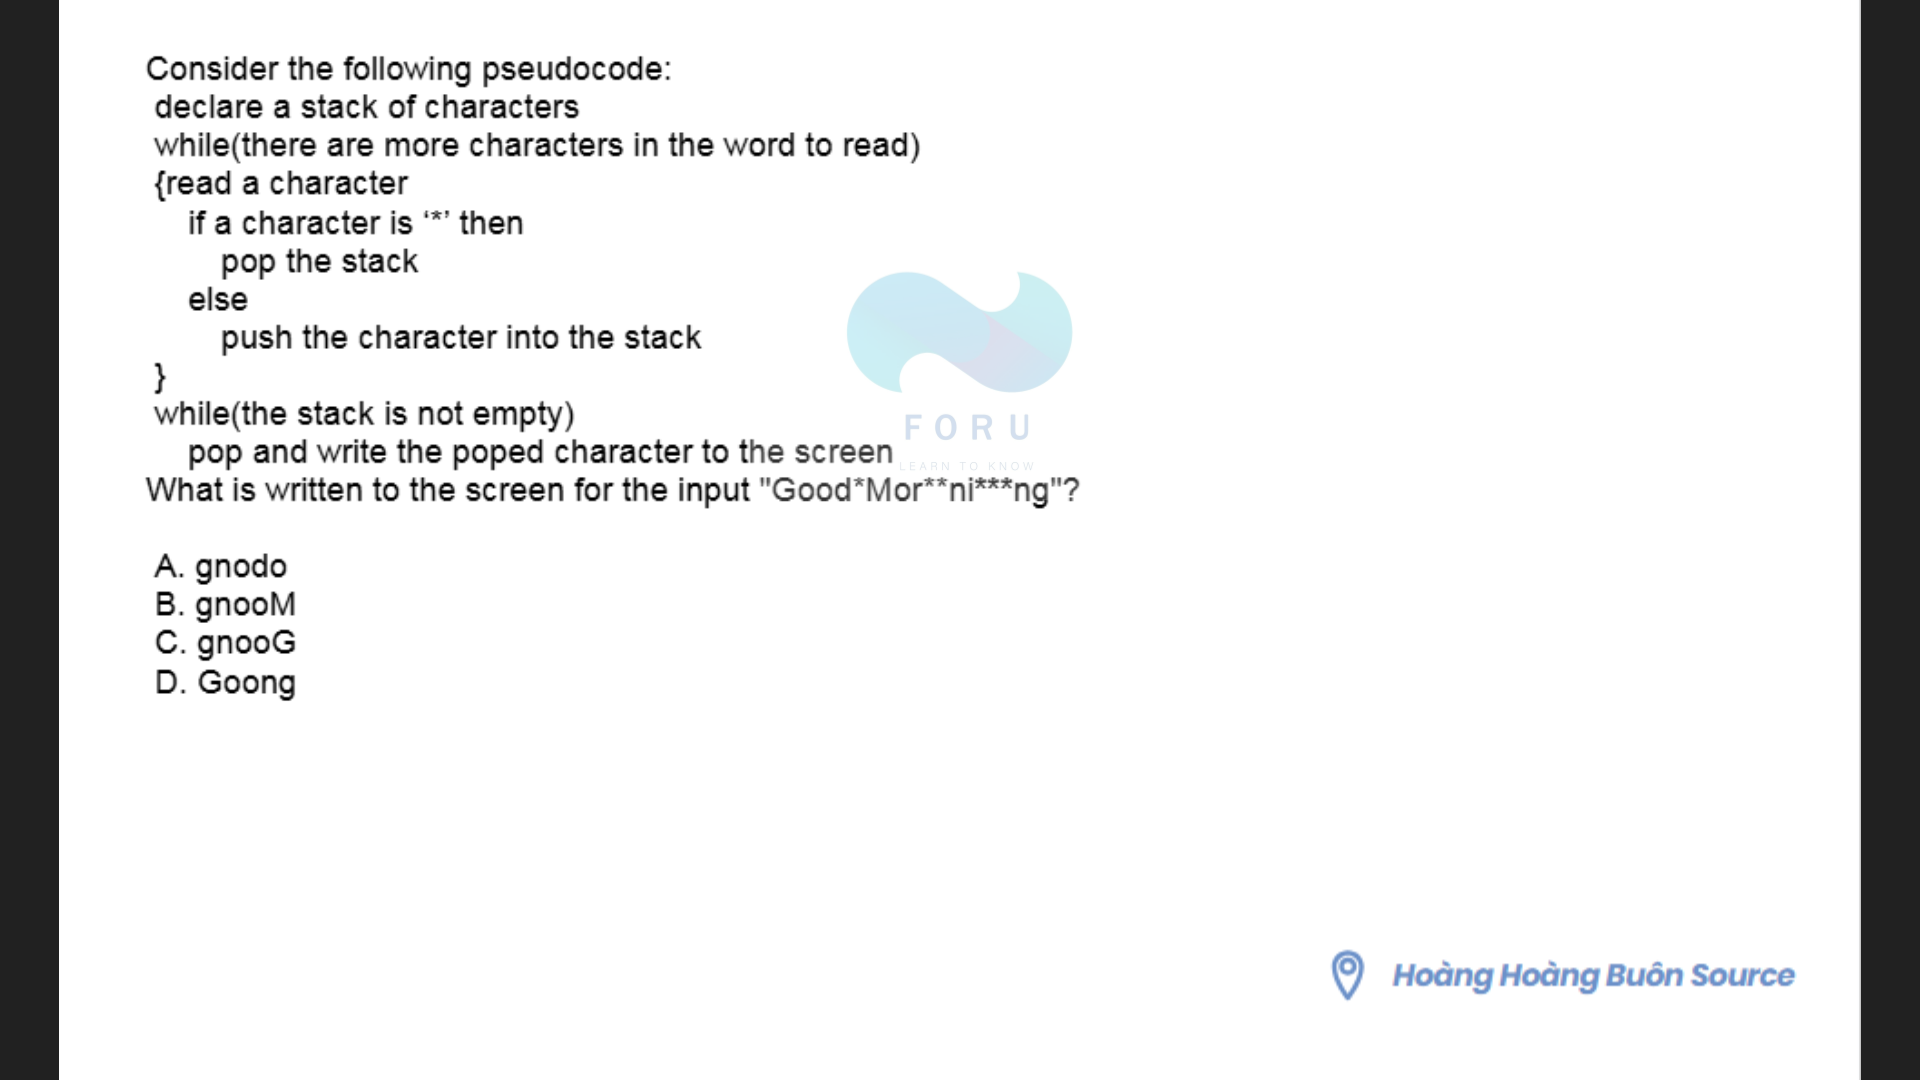 Consider the following pseudocode:
declare a stack of characters
while(there are more characters in the word to read)
{read a character
if a character is ‘*’ then
pop the stack
else
push the character into the stack
}
while(the stack is not empty)
pop and write the poped character to the screen
What is written to the screen for the input "Good*Mor**ni***ng"?
A. gnodo
B. gnooM
C. gnooG
D. Goong
FORU
LEARN TO KNOW
Hoàng Hoàng Buôn Source